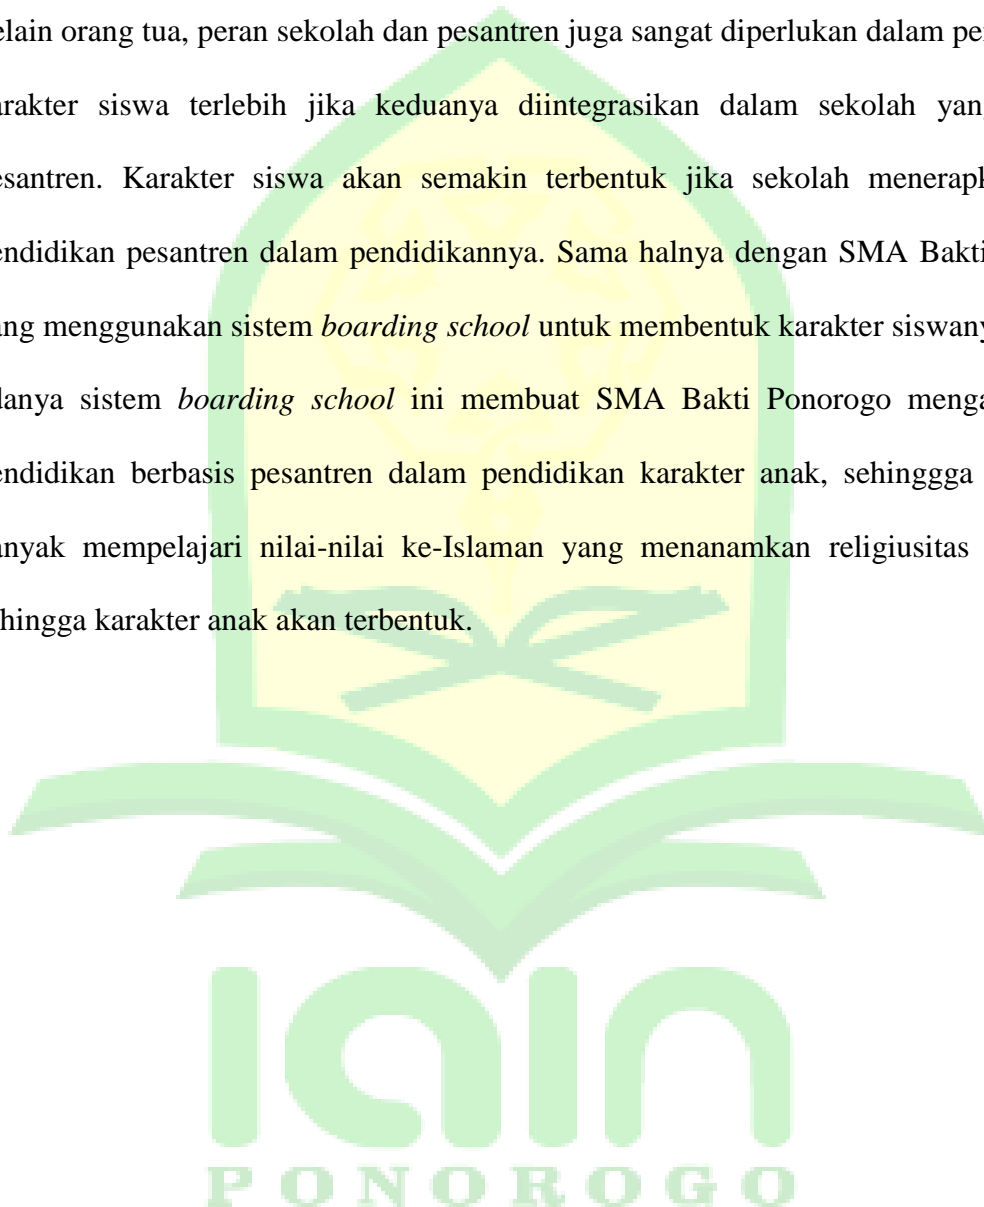 elain orang tua, peran sekolah dan pesantren juga sangat diperlukan dalam per
arakter siswa terlebih jika keduanya diintegrasikan dalam sekolah yang
esantren. Karakter siswa akan semakin terbentuk jika sekolah menerapk
endidikan pesantren dalam pendidikannya. Sama halnya dengan SMA Bakti
ang menggunakan sistem boarding school untuk membentuk karakter siswany
danya sistem boarding school ini membuat SMA Bakti Ponorogo menga
endidikan berbasis pesantren dalam pendidikan karakter anak, sehinggga
anyak mempelajari nilai-nilai ke-Islaman yang menanamkan religiusitas
hingga karakter anak akan terbentuk.
iain
PONOROGO